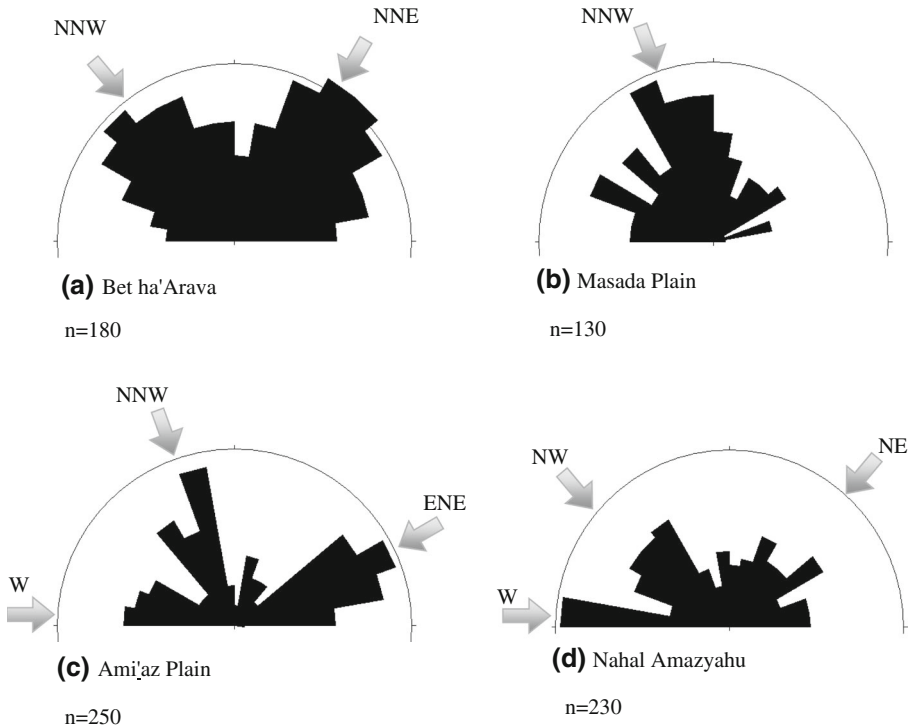 NNW
NNE
(a) Bet ha'Arava
n=180
NNW
(b) Masada Plain
n=130
NNW
ENE
W
(c) Ami'az Plain
n=250
NW
NE
W
(d) Nahal Amazyahu
n=230